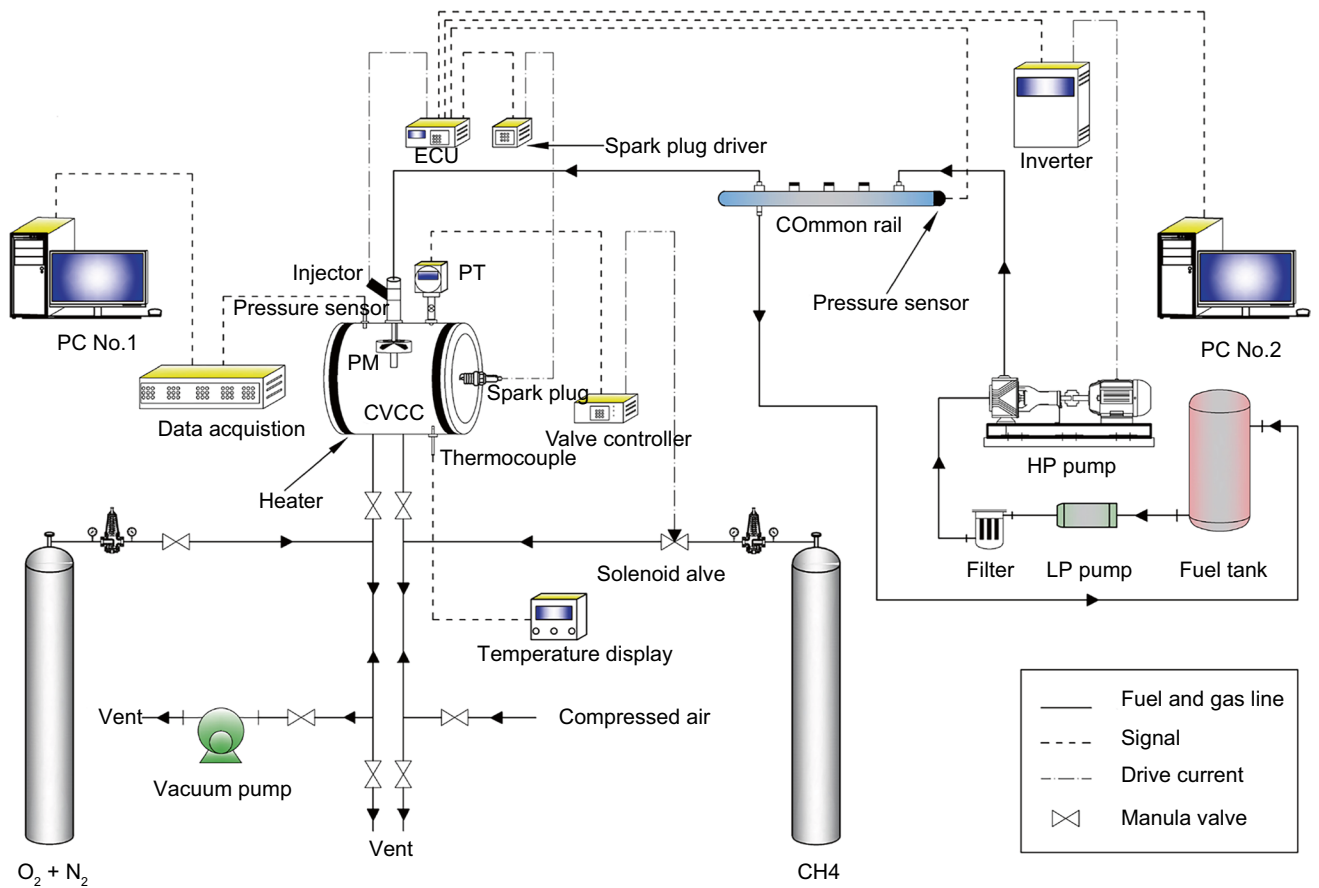 ECU
Spark plug driver
Inverter
COmmon rail
Injector
PT
Pressure sensor
Pressure sensor
PC No.1
PC No.2
PM
Spark plug
CVCC
Data acquistion
Valve controller
Thermocouple
HP pump
Heater
Solenoid alve
Filter
LP pump
Fuel tank
Temperature display
Fuel and gas line
Vent
Compressed air
Signal
Drive current
Vacuum pump
Manula valve
Vent
O₂ + N₂
CH4